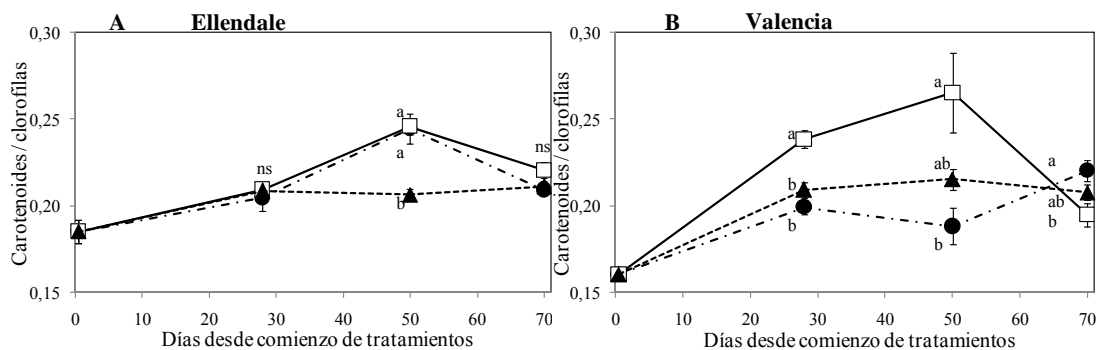 A Ellendale
0,30
0,25
0,20
0,15
Carotenoides / clorofilas
ns
a
a
b
ns
0 10 20 30 40 50 60 70
Días desde comienzo de tratamientos
B Valencia
0,30
0,25
0,20
0,15
Carotenoides / clorofilas
a
b
b
a
ab
b
a
ab
b
0 10 20 30 40 50 60 70
Días desde comienzo de tratamientos